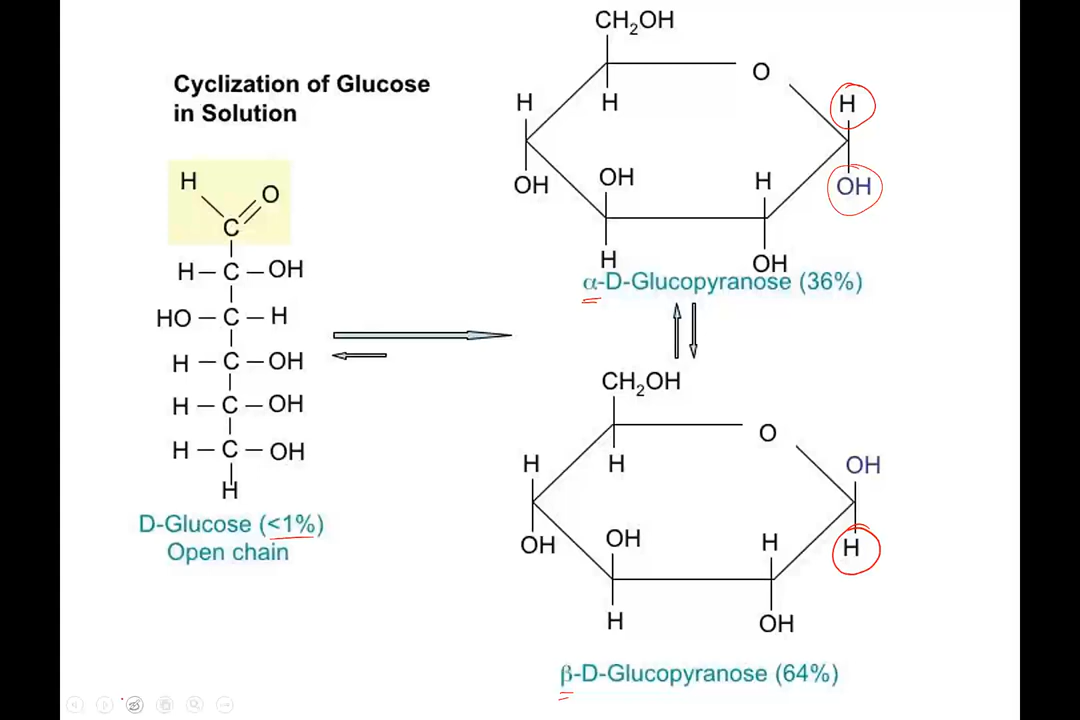 Cyclization of Glucose
in Solution
H O
C
H – C – OH
HO – C – H
H – C – OH
H – C – OH
H – C – OH
H
D-Glucose (<1%)
Open chain
CH₂OH
O
H H H
OH OH H OH
H OH
α-D-Glucopyranose (36%)
CH₂OH
O
H H OH
OH OH H H
H OH
β-D-Glucopyranose (64%)